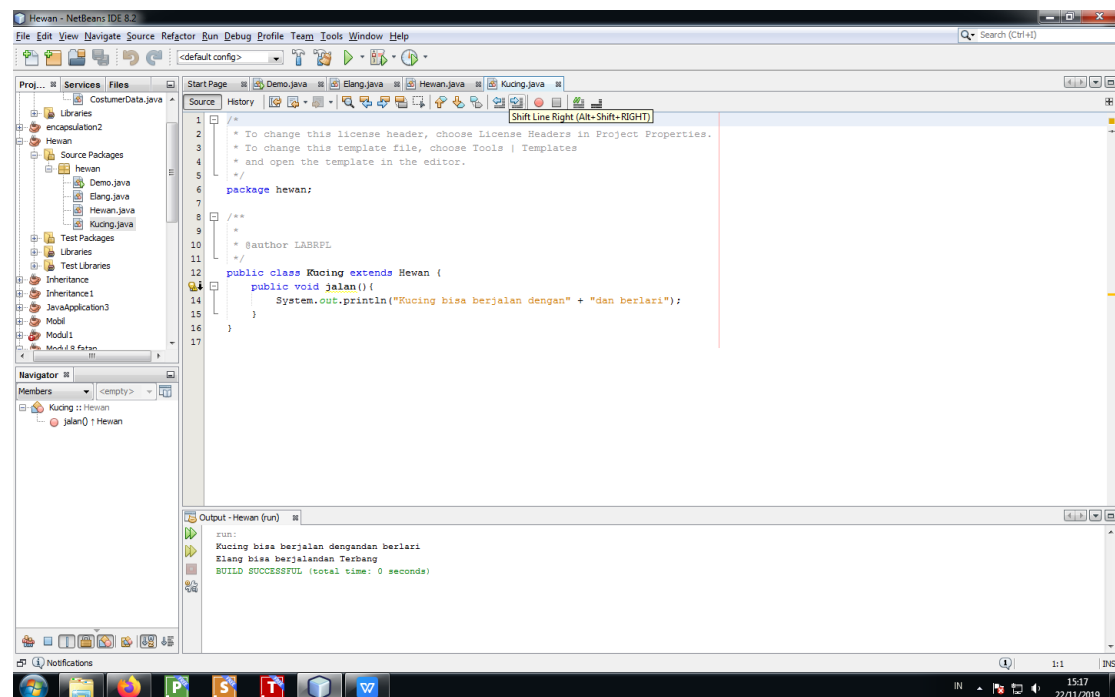 Hewan - NetBeans IDE 8.2
File Edit View Navigate Source Refactor Run Debug Profile Team Tools Window Help
Search (Ctrl+I)
<default config>
Proj... Services Files
Start Page Demo.java Elang.java Hewan.java Kucing.java
CostumerData.java
Libraries
encapsulation2
Hewan
Source Packages
hewan
Demo.java
Elang.java
Hewan.java
Kucing.java
Test Packages
Libraries
Test Libraries
Inheritance
Inheritance1
JavaApplication3
Mobil
Modul1
Modul 8 fatan
Source History
Shift Line Right (Alt+Shift+RIGHT)
1 /*
2 * To change this license header, choose License Headers in Project Properties.
3 * To change this template file, choose Tools | Templates
4 * and open the template in the editor.
5 */
6 package hewan;
7
8 /**
9 *
10 * @author LABRPL
11 */
12 public class Kucing extends Hewan {
public void jalan(){
14 System.out.println("Kucing bisa berjalan dengan" + "dan berlari");
15 }
16 }
17
Navigator
Members <empty>
Kucing :: Hewan
jalan() ↑ Hewan
Output - Hewan (run)
run:
Kucing bisa berjalan dengandan berlari
Elang bisa berjalandan Terbang
BUILD SUCCESSFUL (total time: 0 seconds)
Notifications
1
1:1
INS
P S T W
IN
15:17
22/11/2019